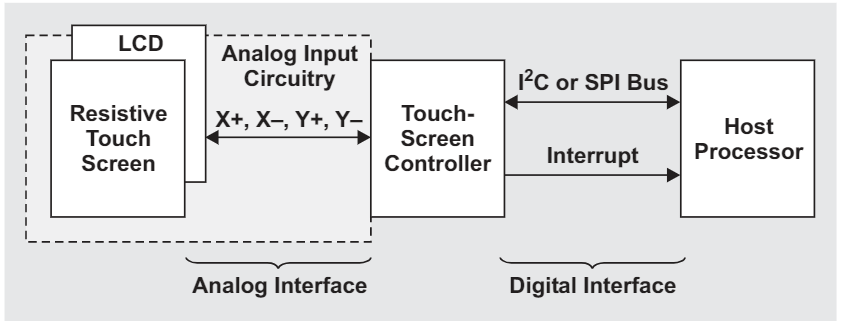 LCD
Analog Input
Circuitry
Resistive
Touch
Screen
X+, X–, Y+, Y–
Touch-
Screen
Controller
I²C or SPI Bus
Interrupt
Host
Processor
Analog Interface
Digital Interface